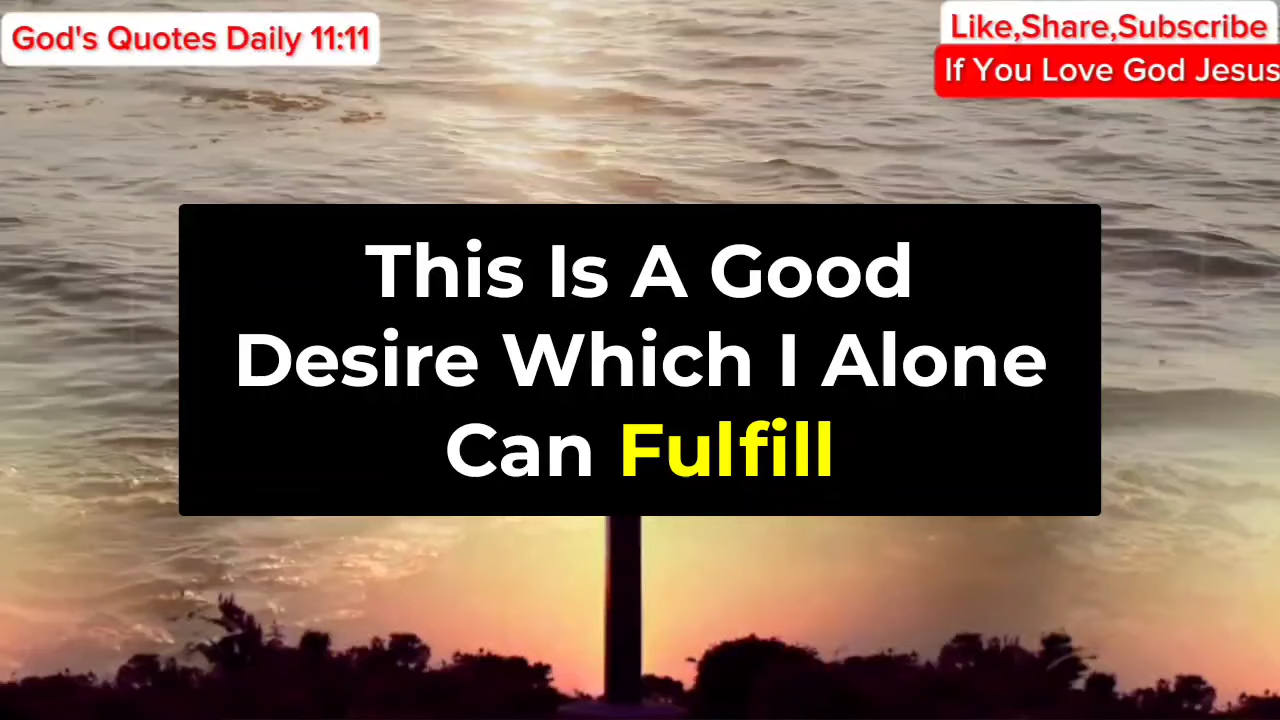 God's Quotes Daily 11:11
Like,Share,Subscribe
If You Love God Jesus
This Is A Good
Desire Which I Alone
Can Fulfill